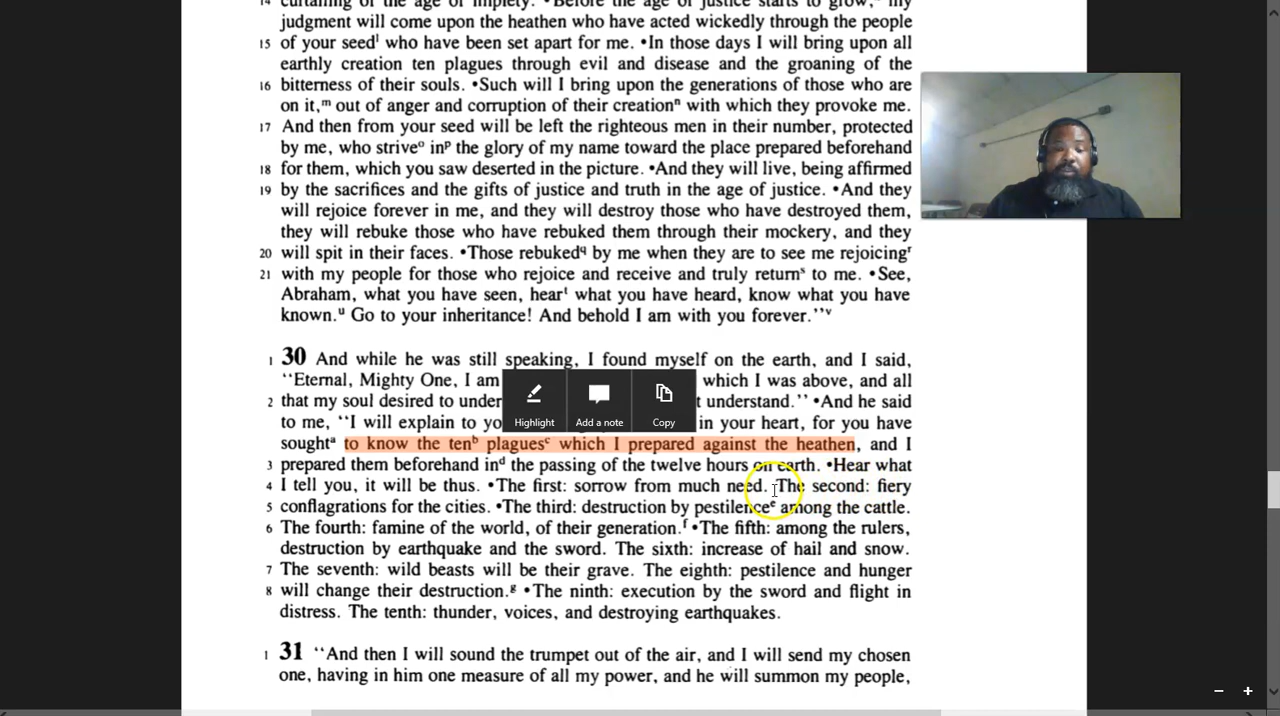 14 curtailing of the age of impiety. •Before the age of justice starts to grow, my
judgment will come upon the heathen who have acted wickedly through the people
15 of your seedˡ who have been set apart for me. •In those days I will bring upon all
earthly creation ten plagues through evil and disease and the groaning of the
16 bitterness of their souls. •Such will I bring upon the generations of those who are
on it,ᵐ out of anger and corruption of their creationⁿ with which they provoke me.
17 And then from your seed will be left the righteous men in their number, protected
by me, who striveᵒ inᵖ the glory of my name toward the place prepared beforehand
18 for them, which you saw deserted in the picture. •And they will live, being affirmed
19 by the sacrifices and the gifts of justice and truth in the age of justice. •And they
will rejoice forever in me, and they will destroy those who have destroyed them,
they will rebuke those who have rebuked them through their mockery, and they
20 will spit in their faces. •Those rebukedq by me when they are to see me rejoicingʳ
21 with my people for those who rejoice and receive and truly returnˢ to me. •See,
Abraham, what you have seen, hearᵗ what you have heard, know what you have
known.ᵘ Go to your inheritance! And behold I am with you forever.''ᵛ
1 30 And while he was still speaking, I found myself on the earth, and I said,
''Eternal, Mighty One, I am which I was above, and all
2 that my soul desired to under understand.'' •And he said
to me, ''I will explain to yo in your heart, for you have
Highlight Add a note Copy
soughtᵃ to know the tenᵇ plaguesᶜ which I prepared against the heathen, and I
3 prepared them beforehand inᵈ the passing of the twelve hours on earth. •Hear what
4 I tell you, it will be thus. •The first: sorrow from much need. The second: fiery
5 conflagrations for the cities. •The third: destruction by pestilenceᵉ among the cattle.
6 The fourth: famine of the world, of their generation.ᶠ •The fifth: among the rulers,
destruction by earthquake and the sword. The sixth: increase of hail and snow.
7 The seventh: wild beasts will be their grave. The eighth: pestilence and hunger
8 will change their destruction.ᵍ •The ninth: execution by the sword and flight in
distress. The tenth: thunder, voices, and destroying earthquakes.
1 31 ''And then I will sound the trumpet out of the air, and I will send my chosen
one, having in him one measure of all my power, and he will summon my people,